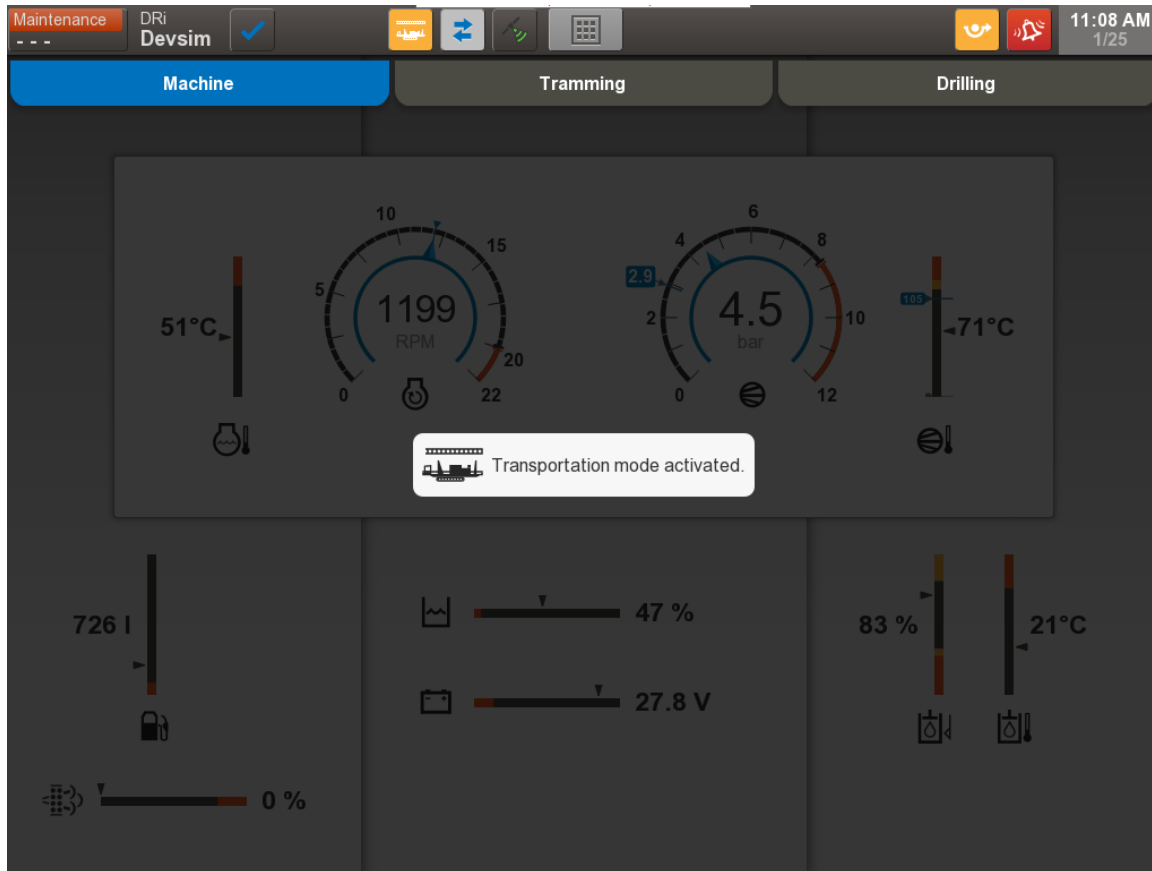 Maintenance
- - -
DRi
Devsim
11:08 AM
1/25
Machine
Tramming
Drilling
10
15
5
1199
RPM
20
0
22
51°C
6
4
8
2.9
4.5
bar
2
10
0
12
105
71°C
Transportation mode activated.
726 l
47 %
83 %
21°C
27.8 V
0 %